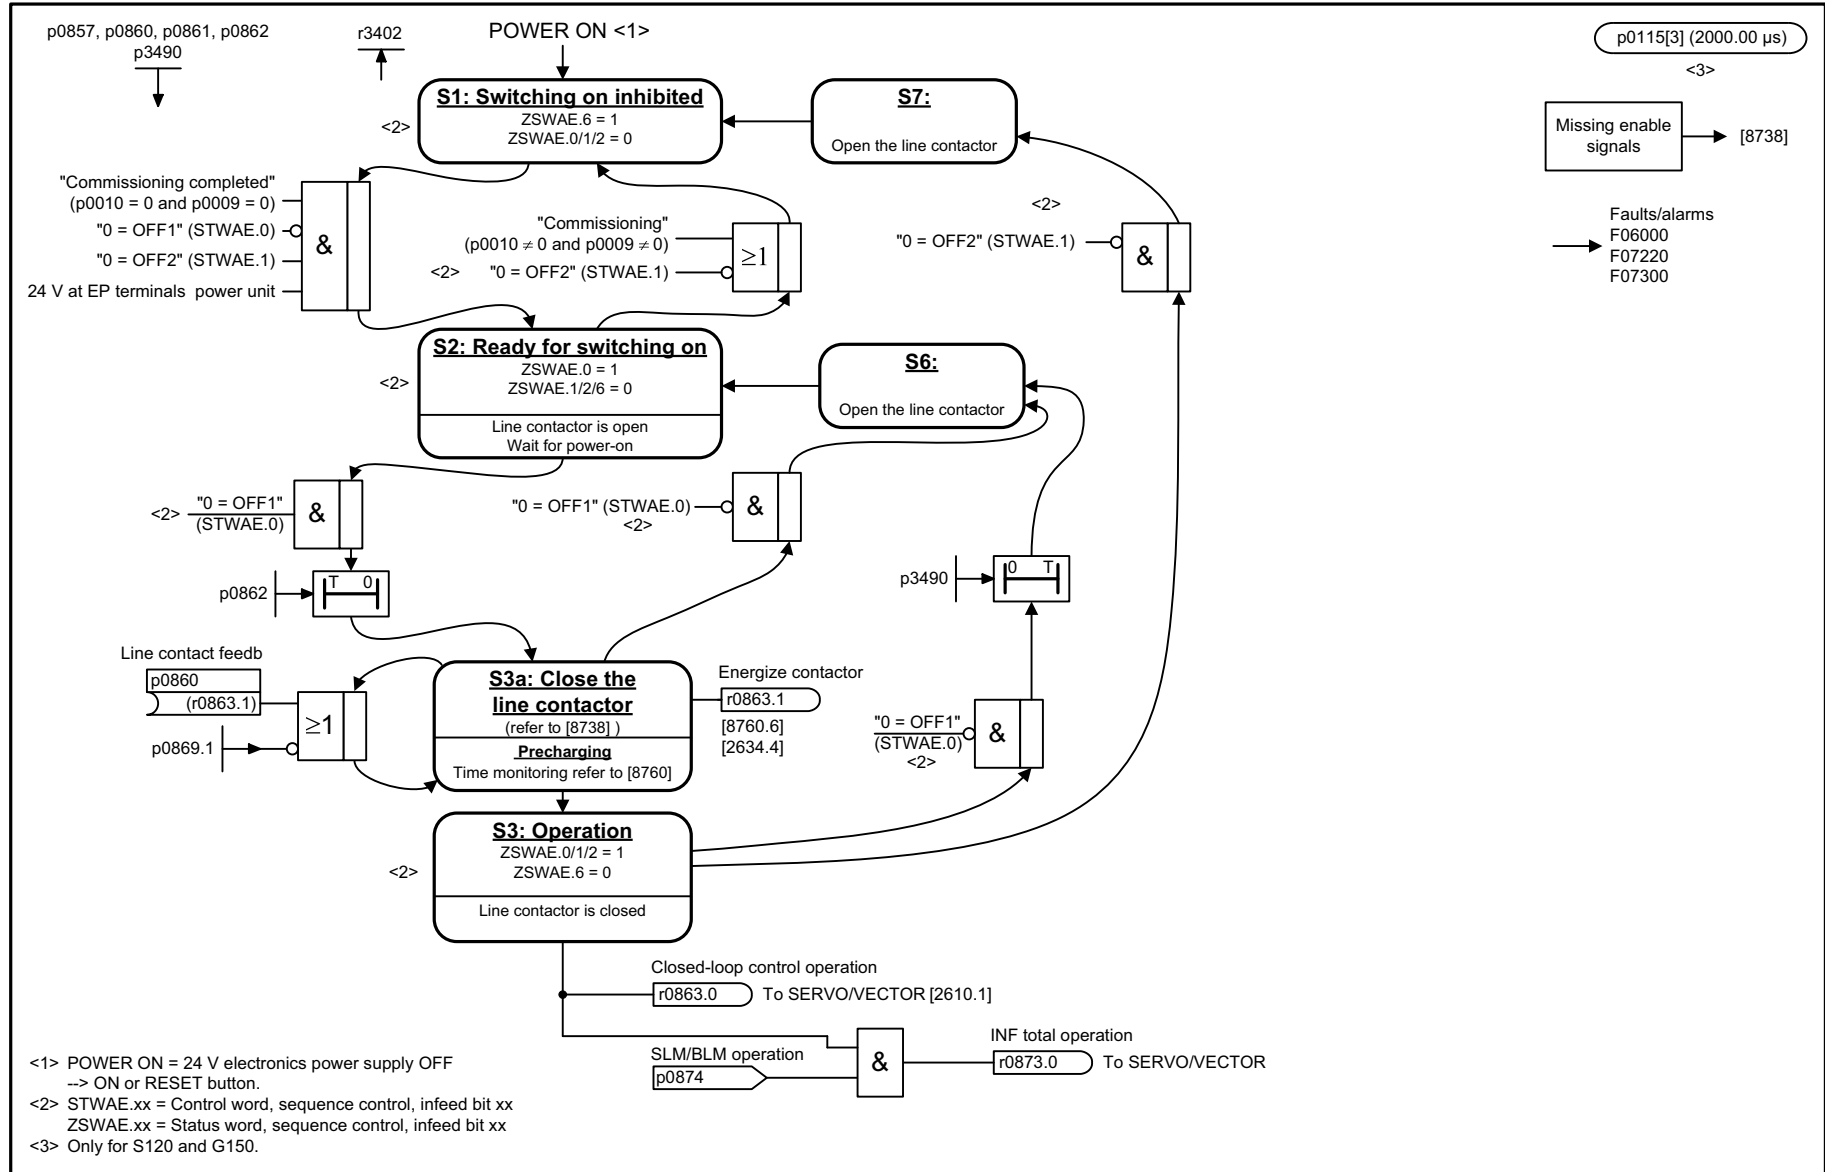 p0857, p0860, p0861, p0862
p3490
r3402
POWER ON <1>
p0115[3] (2000.00 µs)
<3>
S1: Switching on inhibited
ZSWAE.6 = 1
ZSWAE.0/1/2 = 0
<2>
S7:
Open the line contactor
Missing enable
signals
[8738]
"Commissioning completed"
(p0010 = 0 and p0009 = 0)
"0 = OFF1" (STWAE.0)
"0 = OFF2" (STWAE.1)
24 V at EP terminals power unit
&
"Commissioning"
(p0010 ≠ 0 and p0009 ≠ 0)
<2> "0 = OFF2" (STWAE.1)
≥1
<2>
"0 = OFF2" (STWAE.1)
&
Faults/alarms
F06000
F07220
F07300
S2: Ready for switching on
ZSWAE.0 = 1
ZSWAE.1/2/6 = 0
<2>
Line contactor is open
Wait for power-on
S6:
Open the line contactor
<2> "0 = OFF1"
(STWAE.0)
&
"0 = OFF1" (STWAE.0)
<2>
&
p0862
T 0
p3490
0 T
Line contact feedb
p0860
(r0863.1)
p0869.1
≥1
S3a: Close the
line contactor
(refer to [8738] )
Precharging
Time monitoring refer to [8760]
Energize contactor
r0863.1
[8760.6]
[2634.4]
"0 = OFF1"
(STWAE.0)
<2>
&
S3: Operation
ZSWAE.0/1/2 = 1
ZSWAE.6 = 0
<2>
Line contactor is closed
Closed-loop control operation
r0863.0 To SERVO/VECTOR [2610.1]
SLM/BLM operation
p0874
&
INF total operation
r0873.0 To SERVO/VECTOR
<1> POWER ON = 24 V electronics power supply OFF
--> ON or RESET button.
<2> STWAE.xx = Control word, sequence control, infeed bit xx
ZSWAE.xx = Status word, sequence control, infeed bit xx
<3> Only for S120 and G150.